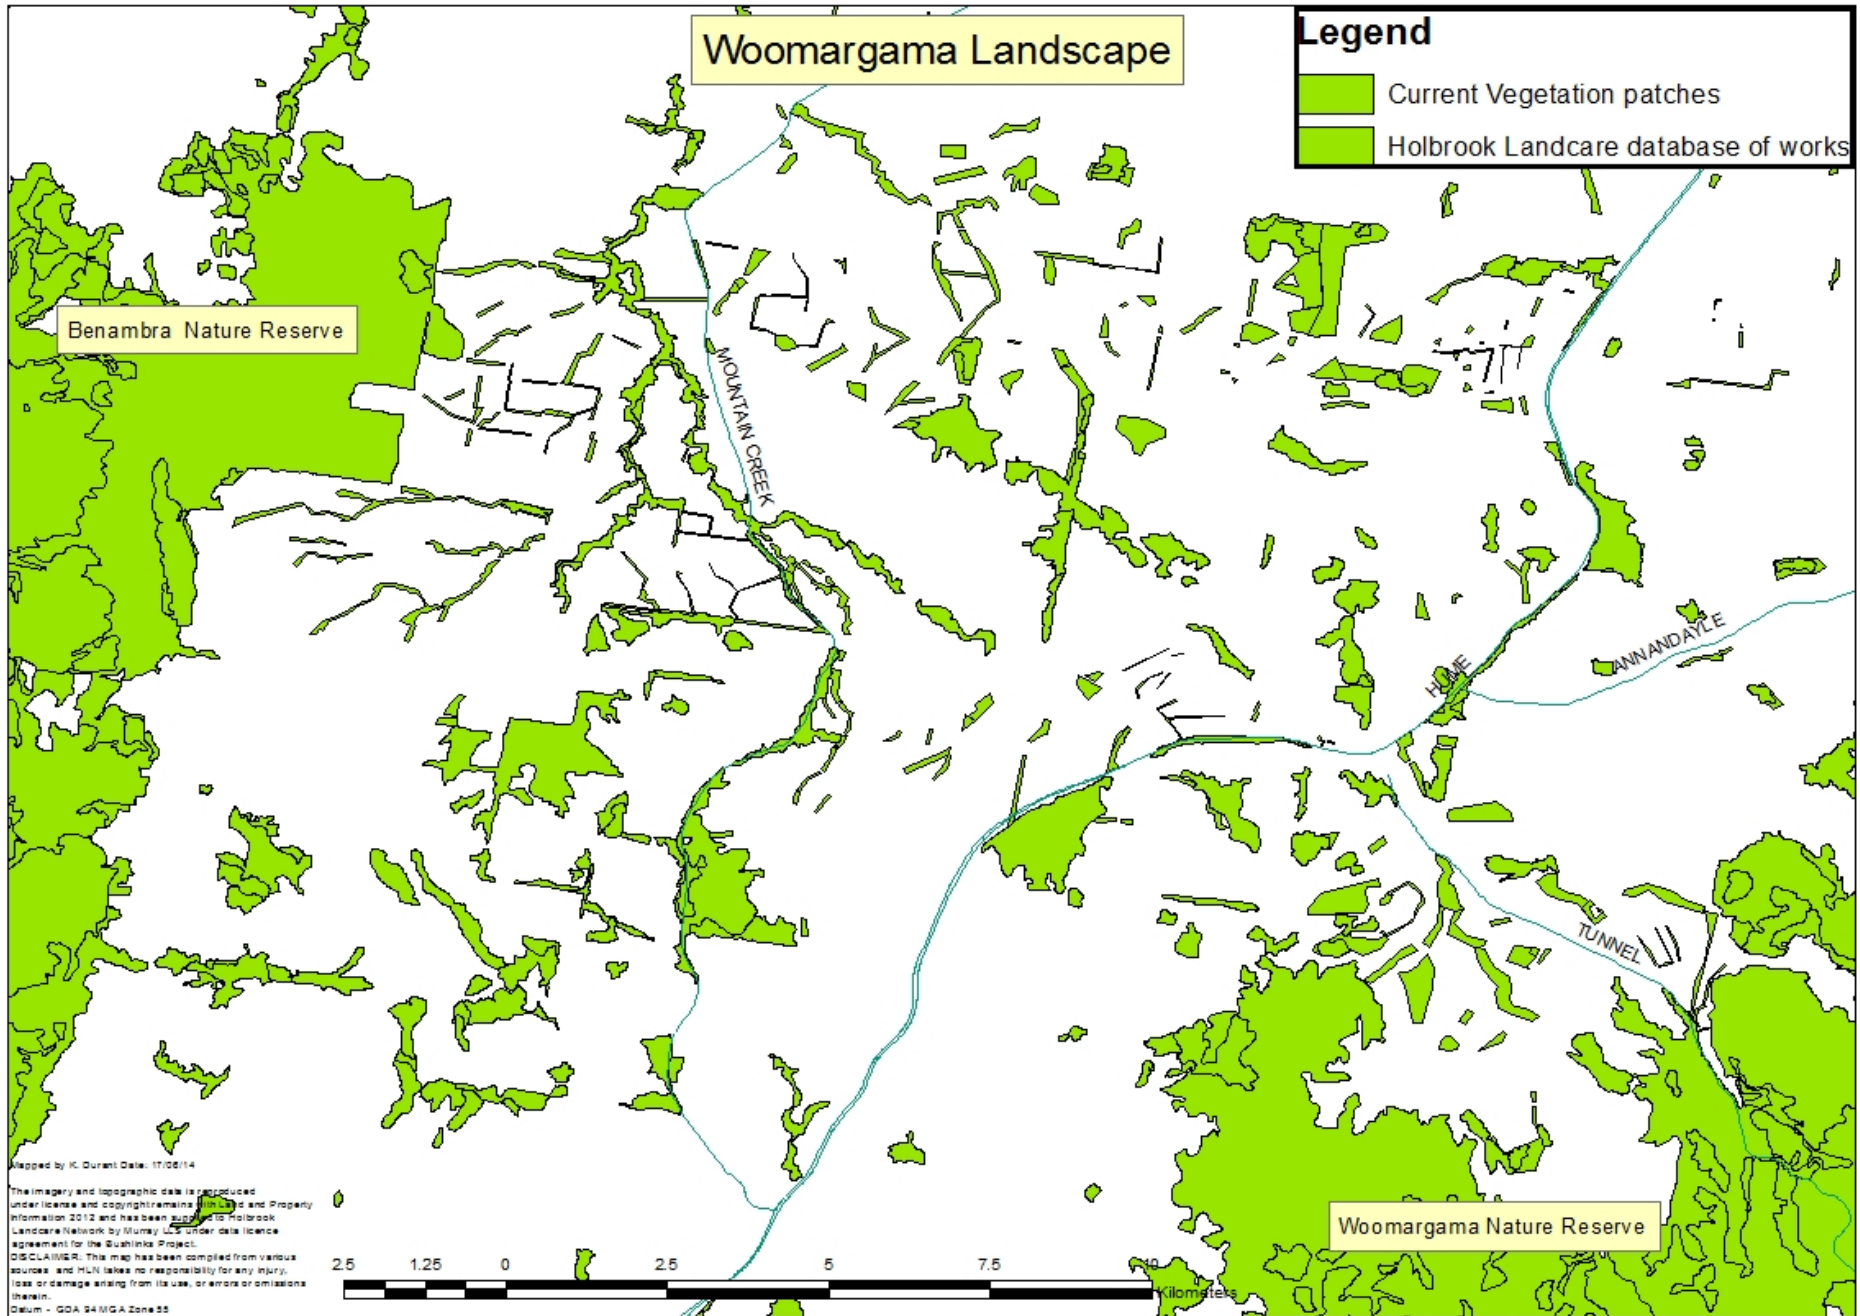 Woomargama Landscape
Legend
Current Vegetation patches
Holbrook Landcare database of works
Benambra Nature Reserve
MOUNTAIN CREEK
ANNANDAYLE
HUME
TUNNEL
Woomargama Nature Reserve
Mapped by K. Durant Date: 17/06/14
The imagery and topographic data is reproduced
under license and copyright remains with Land and Property
Information 2012 and has been supplied to Holbrook
Landcare Network by Murray LLS under data licence
agreement for the Bushlinks Project.
DISCLAIMER: This map has been compiled from various
sources and HLN takes no responsibility for any injury,
loss or damage arising from its use, or errors or omissions
therein.
Datum - GDA 94 MGA Zone 55
2.5 1.25 0 2.5 5 7.5 10
Kilometers